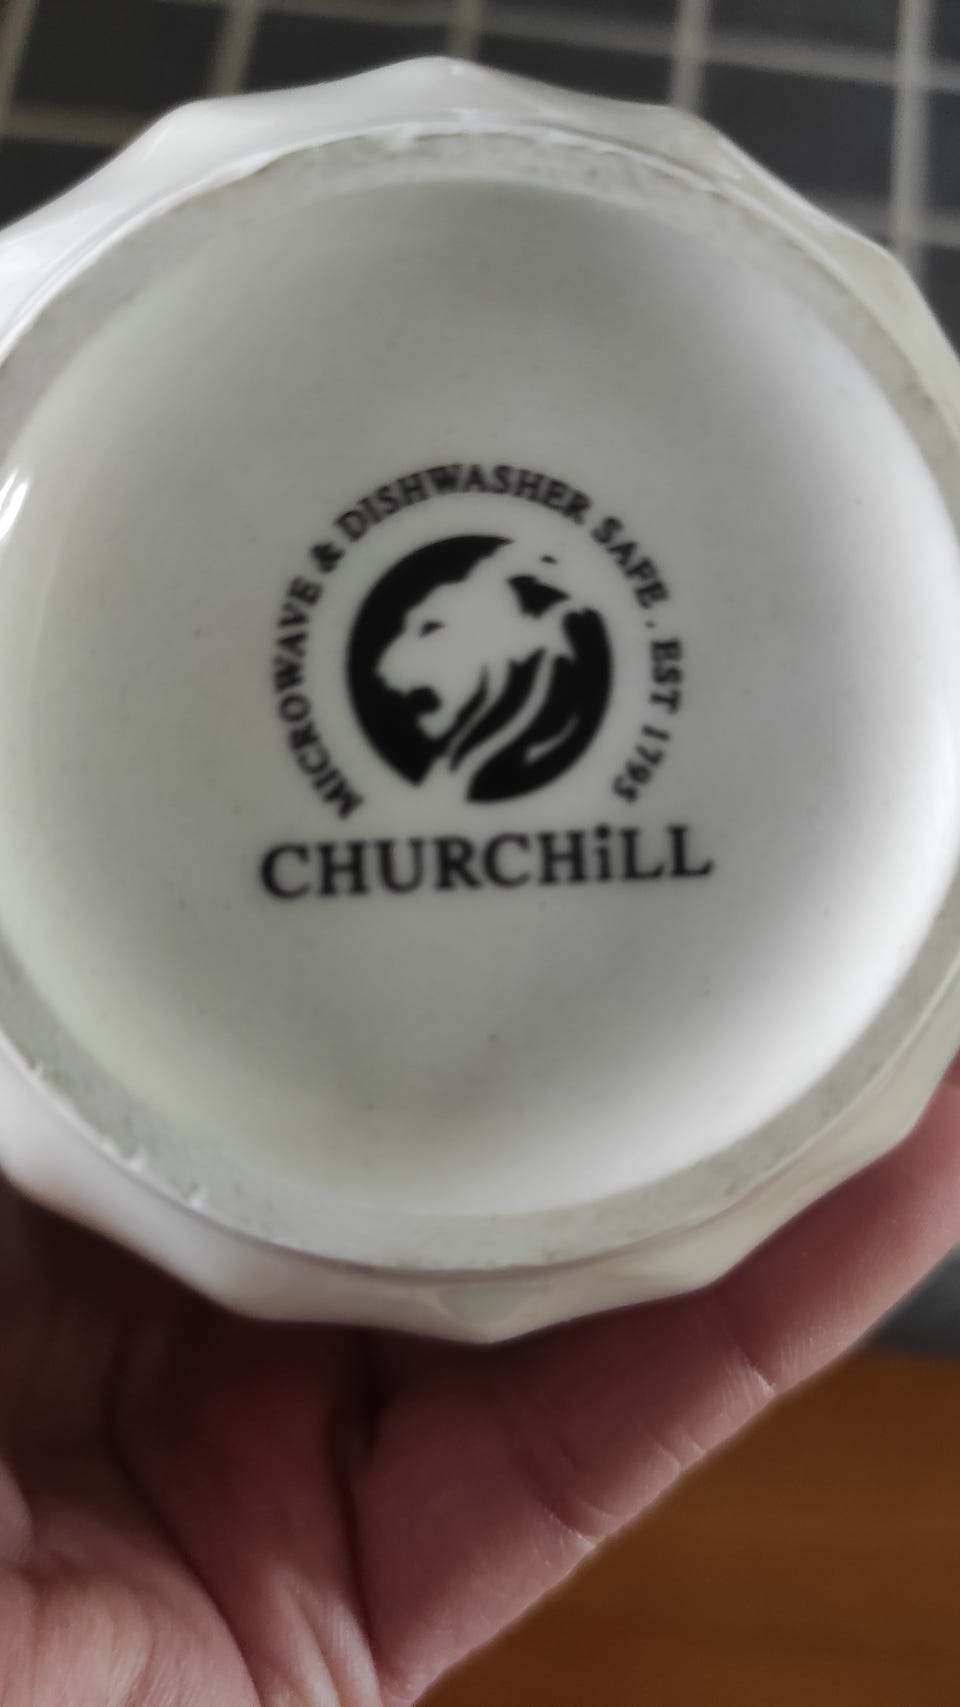 MICROWAVE & DISHWASHER SAFE . EST 1795
CHURCHiLL